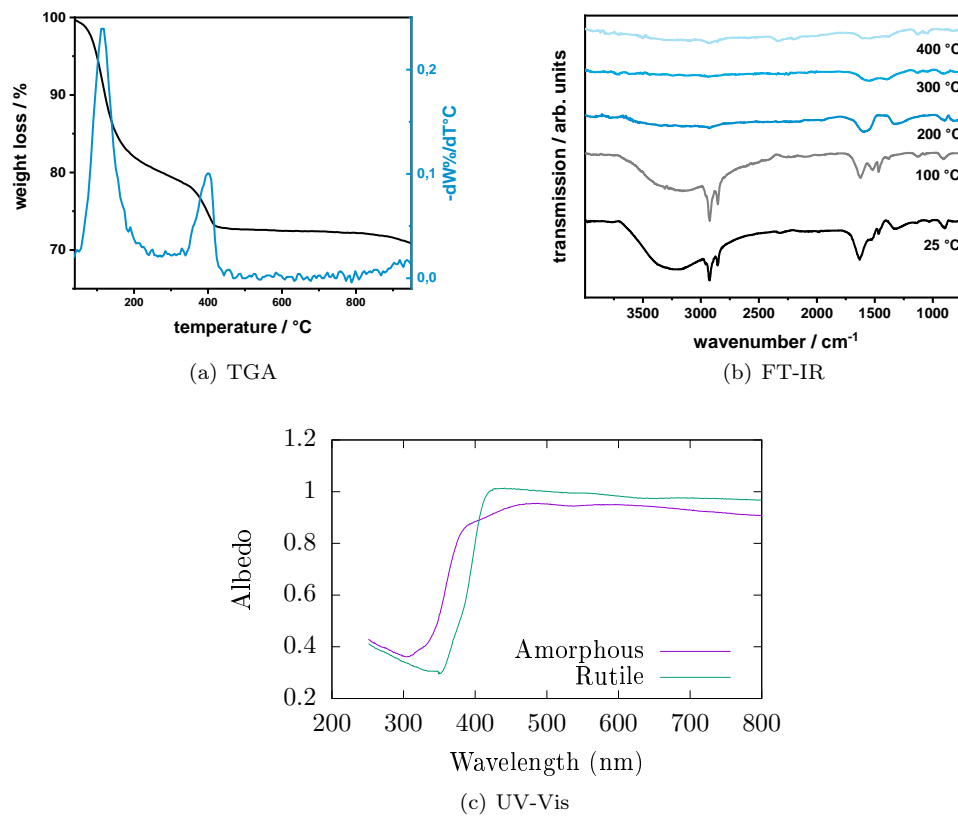 100
90
80
70
weight loss / %
200
400
600
800
temperature / °C
0,2
0,1
0,0
-dW%/dT°C
(a) TGA
transmission / arb. units
400 °C
300 °C
200 °C
100 °C
25 °C
3500
3000
2500
2000
1500
1000
wavenumber / cm⁻¹
(b) FT-IR
1.2
1
0.8
0.6
0.4
0.2
Albedo
Amorphous
Rutile
200
300
400
500
600
700
800
Wavelength (nm)
(c) UV-Vis